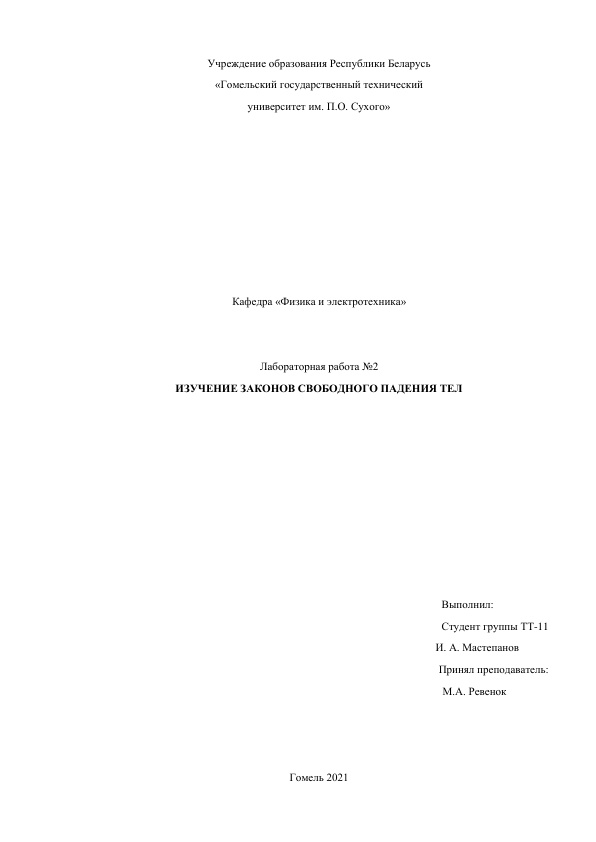 Учреждение образования Республики Беларусь
«Гомельский государственный технический
университет им. П.О. Сухого»
Кафедра «Физика и электротехника»
Лабораторная работа №2
ИЗУЧЕНИЕ ЗАКОНОВ СВОБОДНОГО ПАДЕНИЯ ТЕЛ
Выполнил:
Студент группы ТТ-11
И. А. Мастепанов
Принял преподаватель:
М.А. Ревенок
Гомель 2021